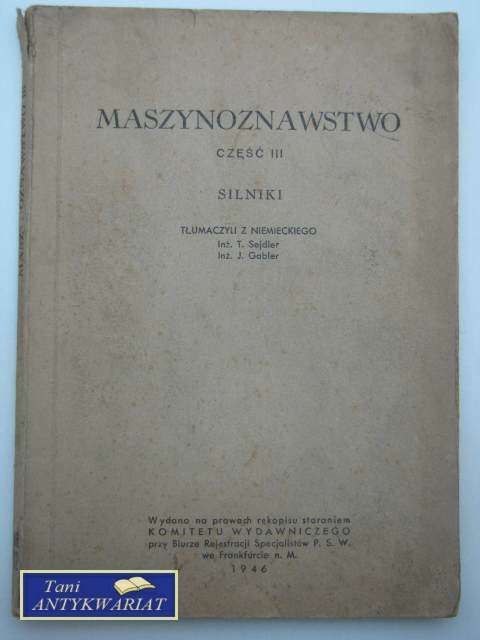 MASZYNOZNAWSTWO
CZĘŚĆ III
SILNIKI
TŁUMACZYLI Z NIEMIECKIEGO
Inż. T. Sejdler
Inż. J. Gabler
Wydano na prawach rękopisu staraniem
KOMITETU WYDAWNICZEGO
przy Biurze Rejestracji Specjalistów P. S. W.
we Frankfurcie n. M.
1946
Tani
ANTYKWARIAT